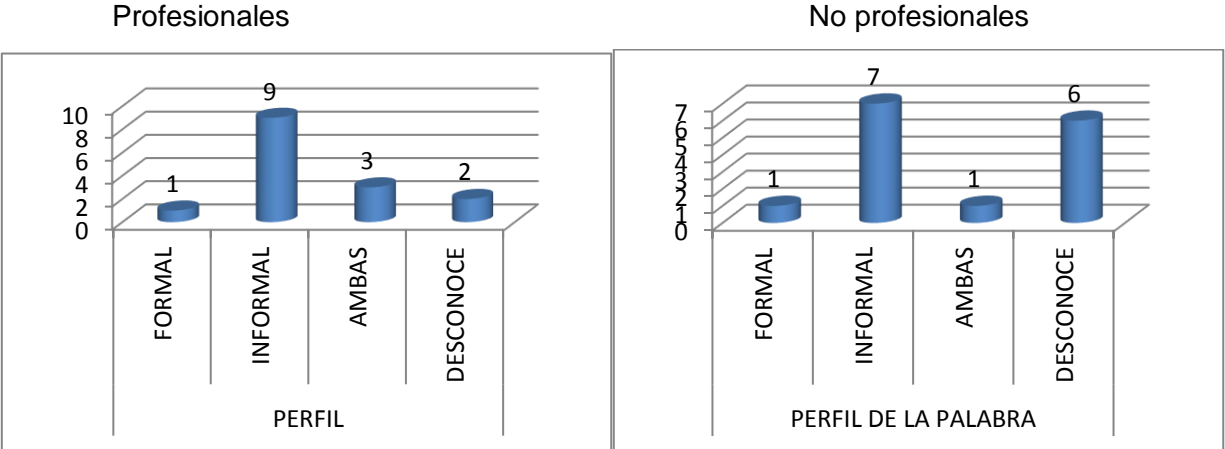 Profesionales
No profesionales
9
3
2
1
10
8
6
4
2
0
FORMAL
INFORMAL
AMBAS
DESCONOCE
PERFIL
7
6
1
1
7
6
5
4
3
2
1
0
FORMAL
INFORMAL
AMBAS
DESCONOCE
PERFIL DE LA PALABRA